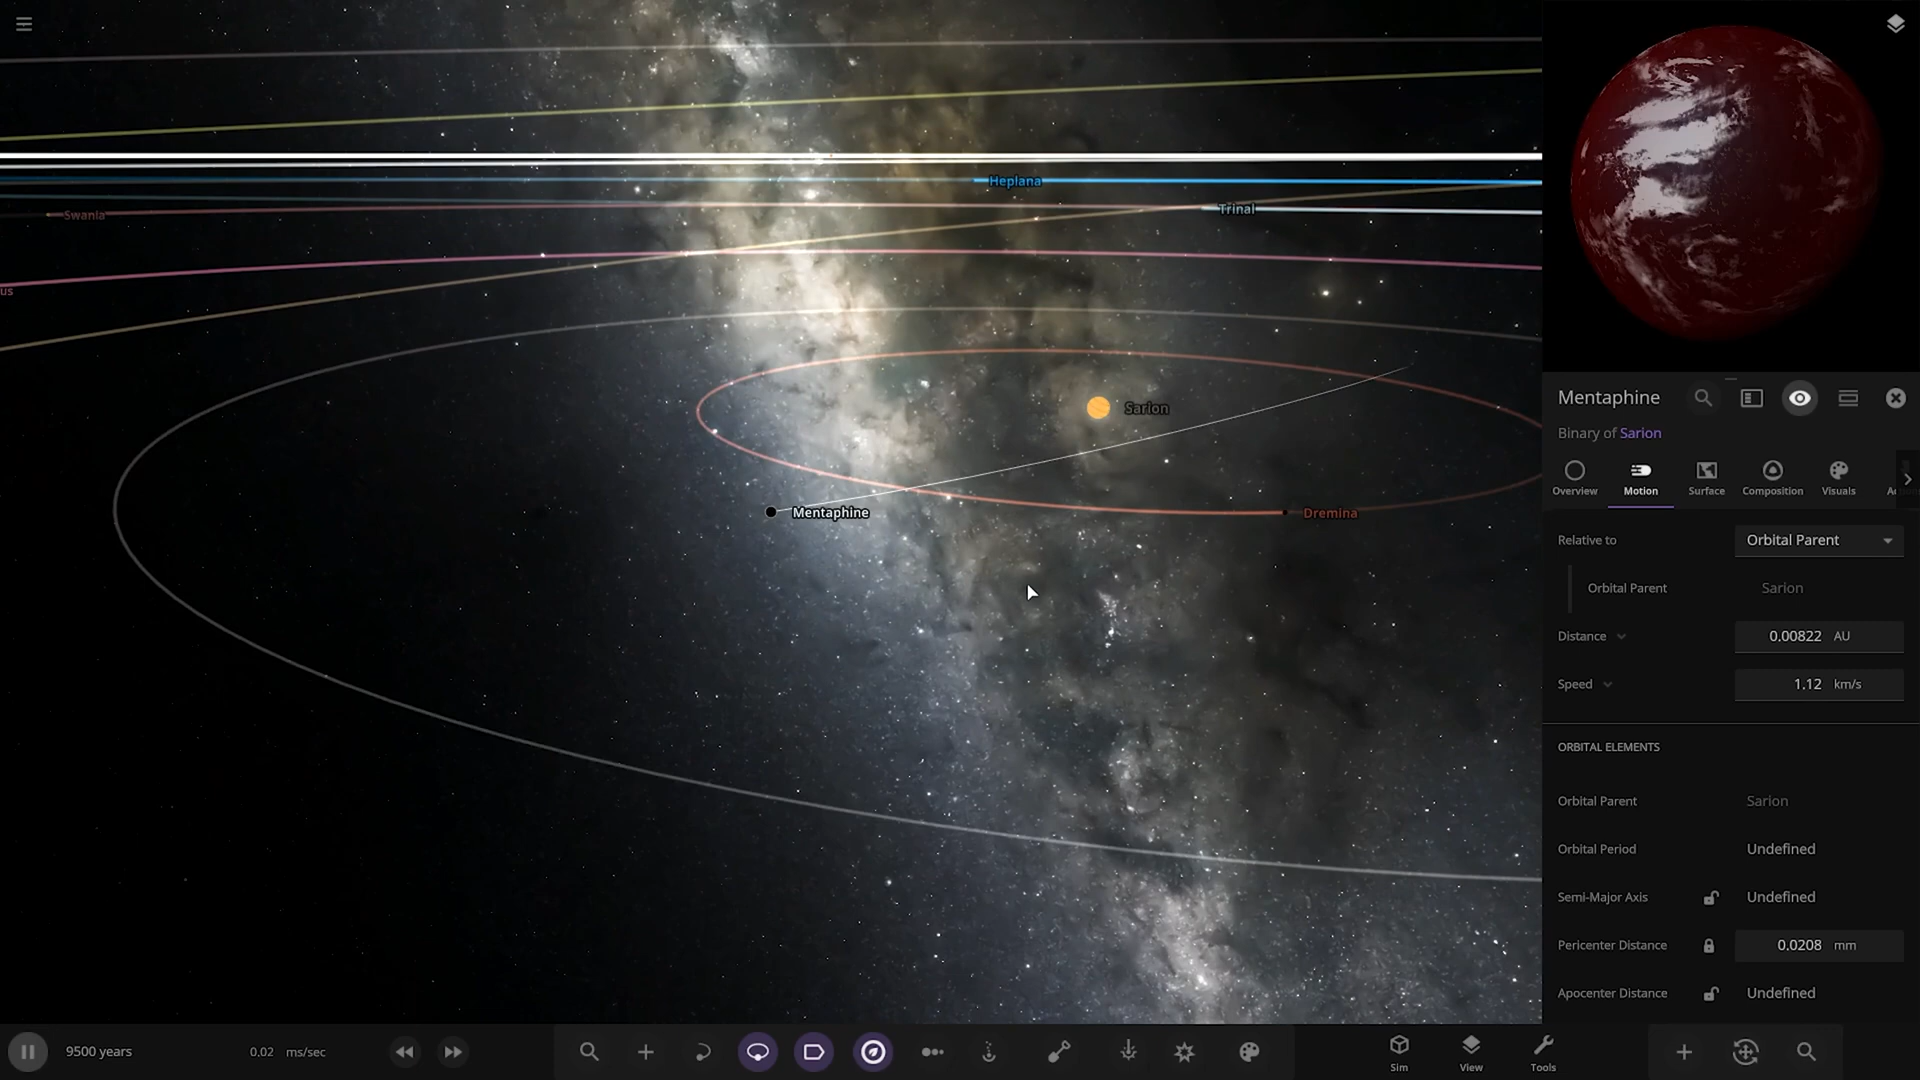 Heplana
Swania
Trinal
us
Sarion
Mentaphine
Dremina
Mentaphine
Binary of Sarion
Overview
Motion
Surface
Composition
Visuals
Relative to
Orbital Parent
Orbital Parent
Sarion
Distance
0.00822 AU
Speed
1.12 km/s
ORBITAL ELEMENTS
Orbital Parent
Sarion
Orbital Period
Undefined
Semi-Major Axis
Undefined
Pericenter Distance
0.0208 mm
Apocenter Distance
Undefined
9500 years
0.02 ms/sec
Sim
View
Tools